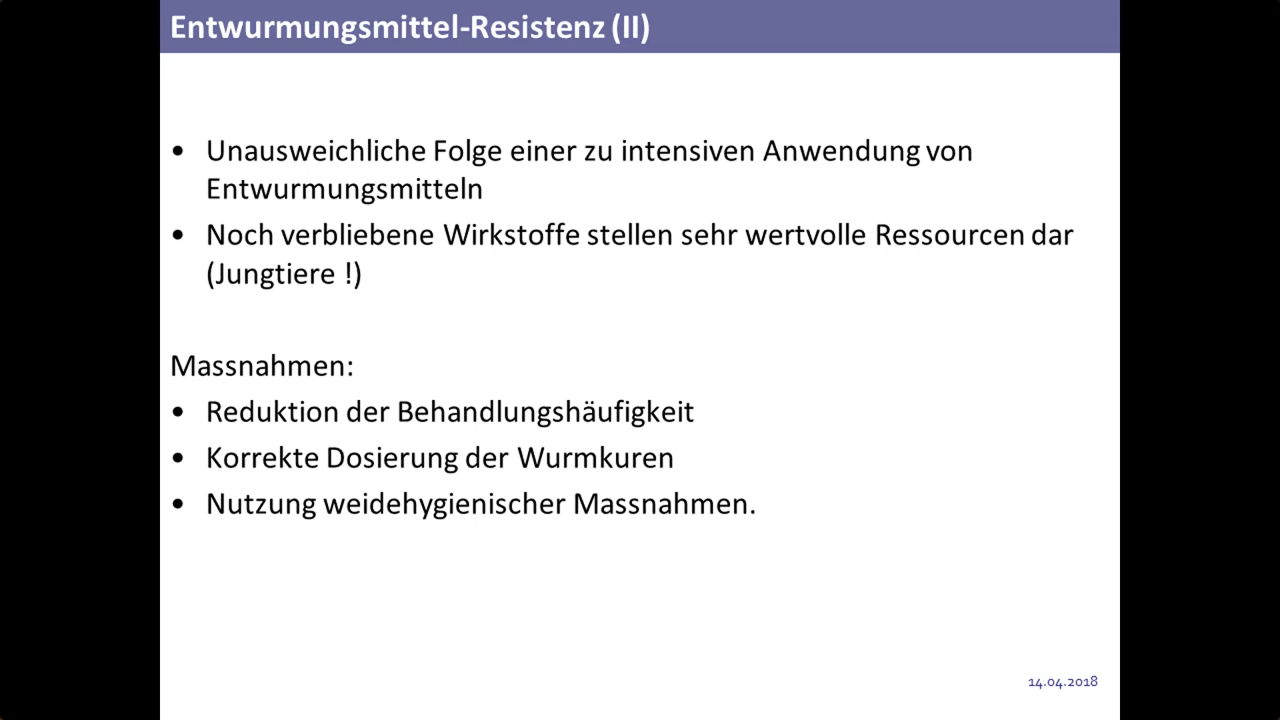 Entwurmungsmittel-Resistenz (II)
• Unausweichliche Folge einer zu intensiven Anwendung von
Entwurmungsmitteln
• Noch verbliebene Wirkstoffe stellen sehr wertvolle Ressourcen dar
(Jungtiere !)
Massnahmen:
• Reduktion der Behandlungshäufigkeit
• Korrekte Dosierung der Wurmkuren
• Nutzung weidehygienischer Massnahmen.
14.04.2018